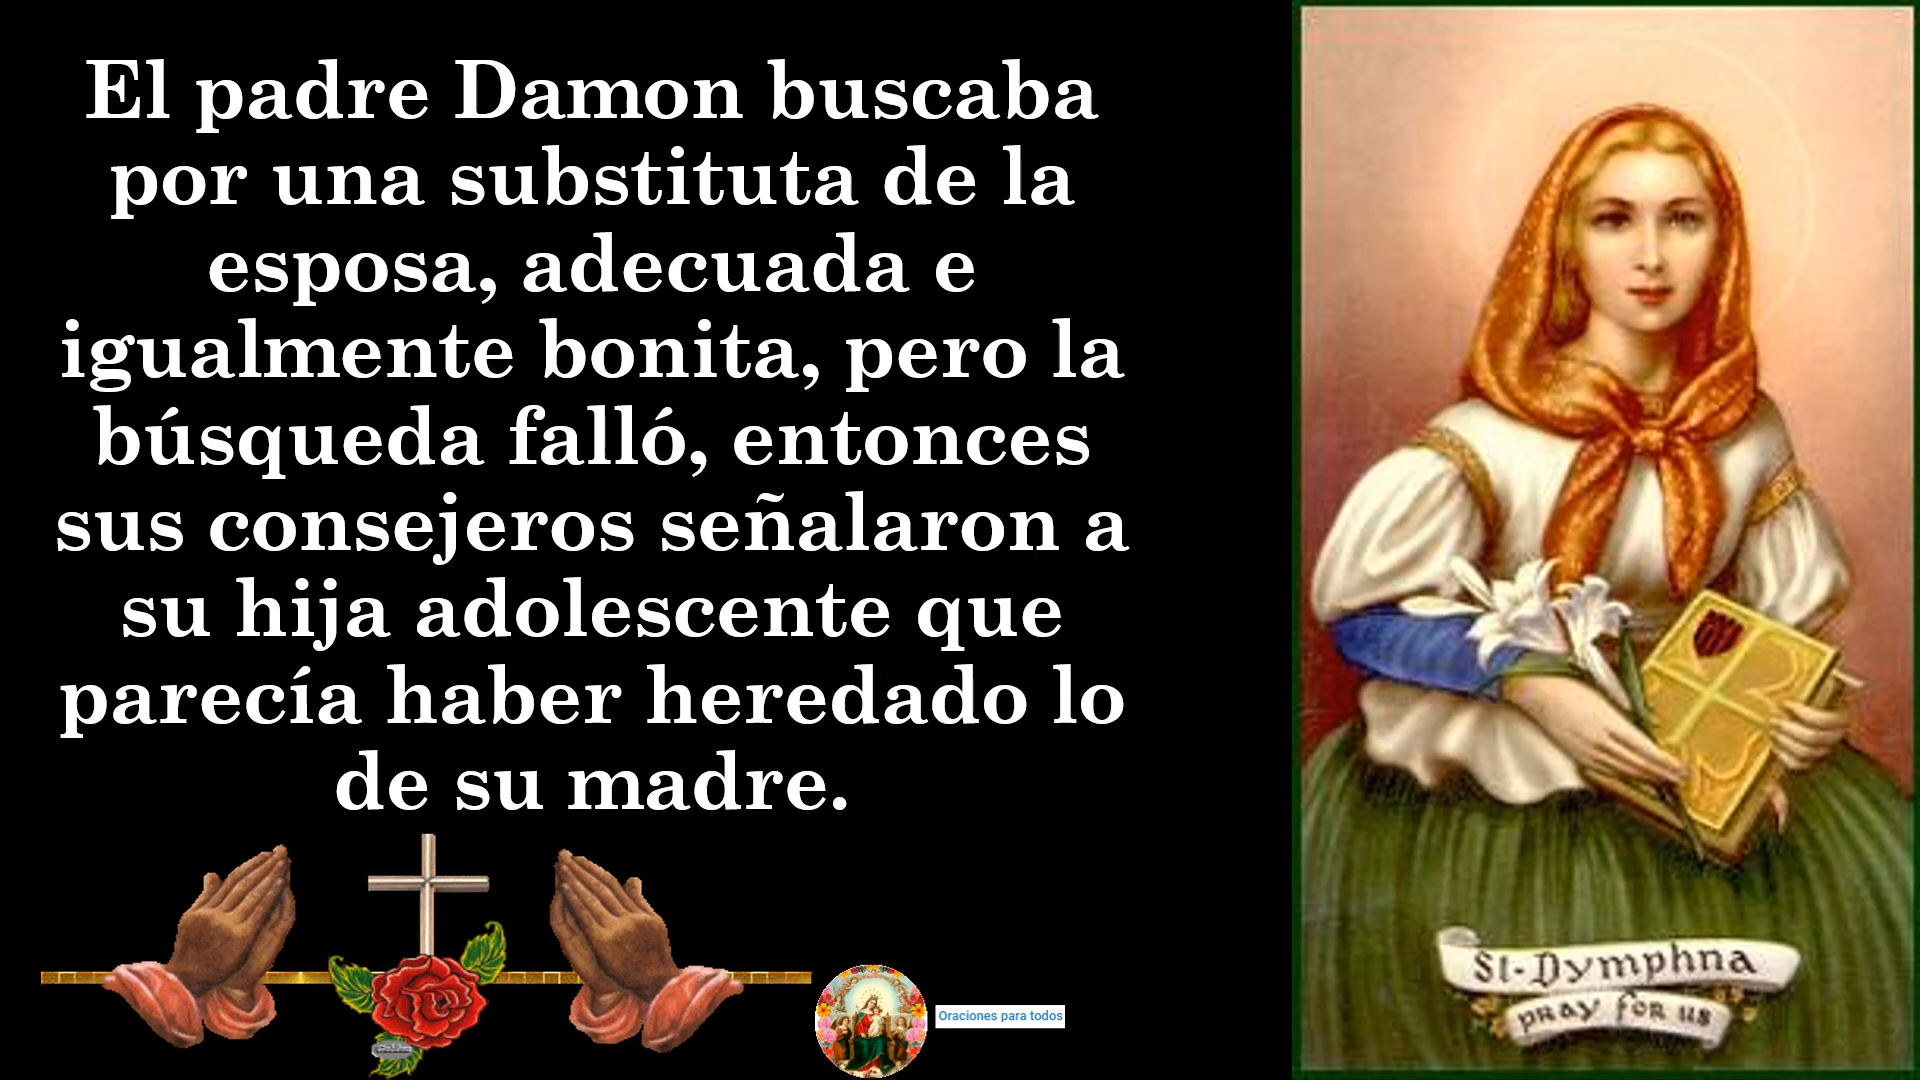 El padre Damon buscaba
por una substituta de la
esposa, adecuada e
igualmente bonita, pero la
búsqueda falló, entonces
sus consejeros señalaron a
su hija adolescente que
parecía haber heredado lo
de su madre.
Oraciones para todos
St-Dymphna
pray for us